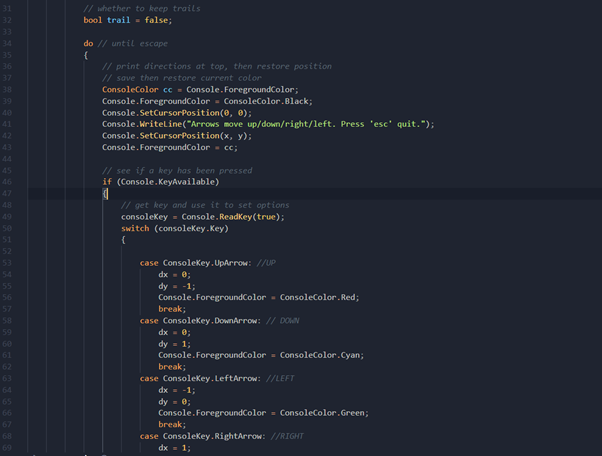 31 // whether to keep trails
32 bool trail = false;
33
34 do // until escape
35 {
36 // print directions at top, then restore position
37 // save then restore current color
38 ConsoleColor cc = Console.ForegroundColor;
39 Console.ForegroundColor = ConsoleColor.Black;
40 Console.SetCursorPosition(0, 0);
41 Console.WriteLine("Arrows move up/down/right/left. Press 'esc' quit.");
42 Console.SetCursorPosition(x, y);
43 Console.ForegroundColor = cc;
44
45 // see if a key has been pressed
46 if (Console.KeyAvailable)
47 {
48 // get key and use it to set options
49 consoleKey = Console.ReadKey(true);
50 switch (consoleKey.Key)
51 {
52
53 case ConsoleKey.UpArrow: //UP
54 dx = 0;
55 dy = -1;
56 Console.ForegroundColor = ConsoleColor.Red;
57 break;
58 case ConsoleKey.DownArrow: // DOWN
59 dx = 0;
60 dy = 1;
61 Console.ForegroundColor = ConsoleColor.Cyan;
62 break;
63 case ConsoleKey.LeftArrow: //LEFT
64 dx = -1;
65 dy = 0;
66 Console.ForegroundColor = ConsoleColor.Green;
67 break;
68 case ConsoleKey.RightArrow: //RIGHT
69 dx = 1;